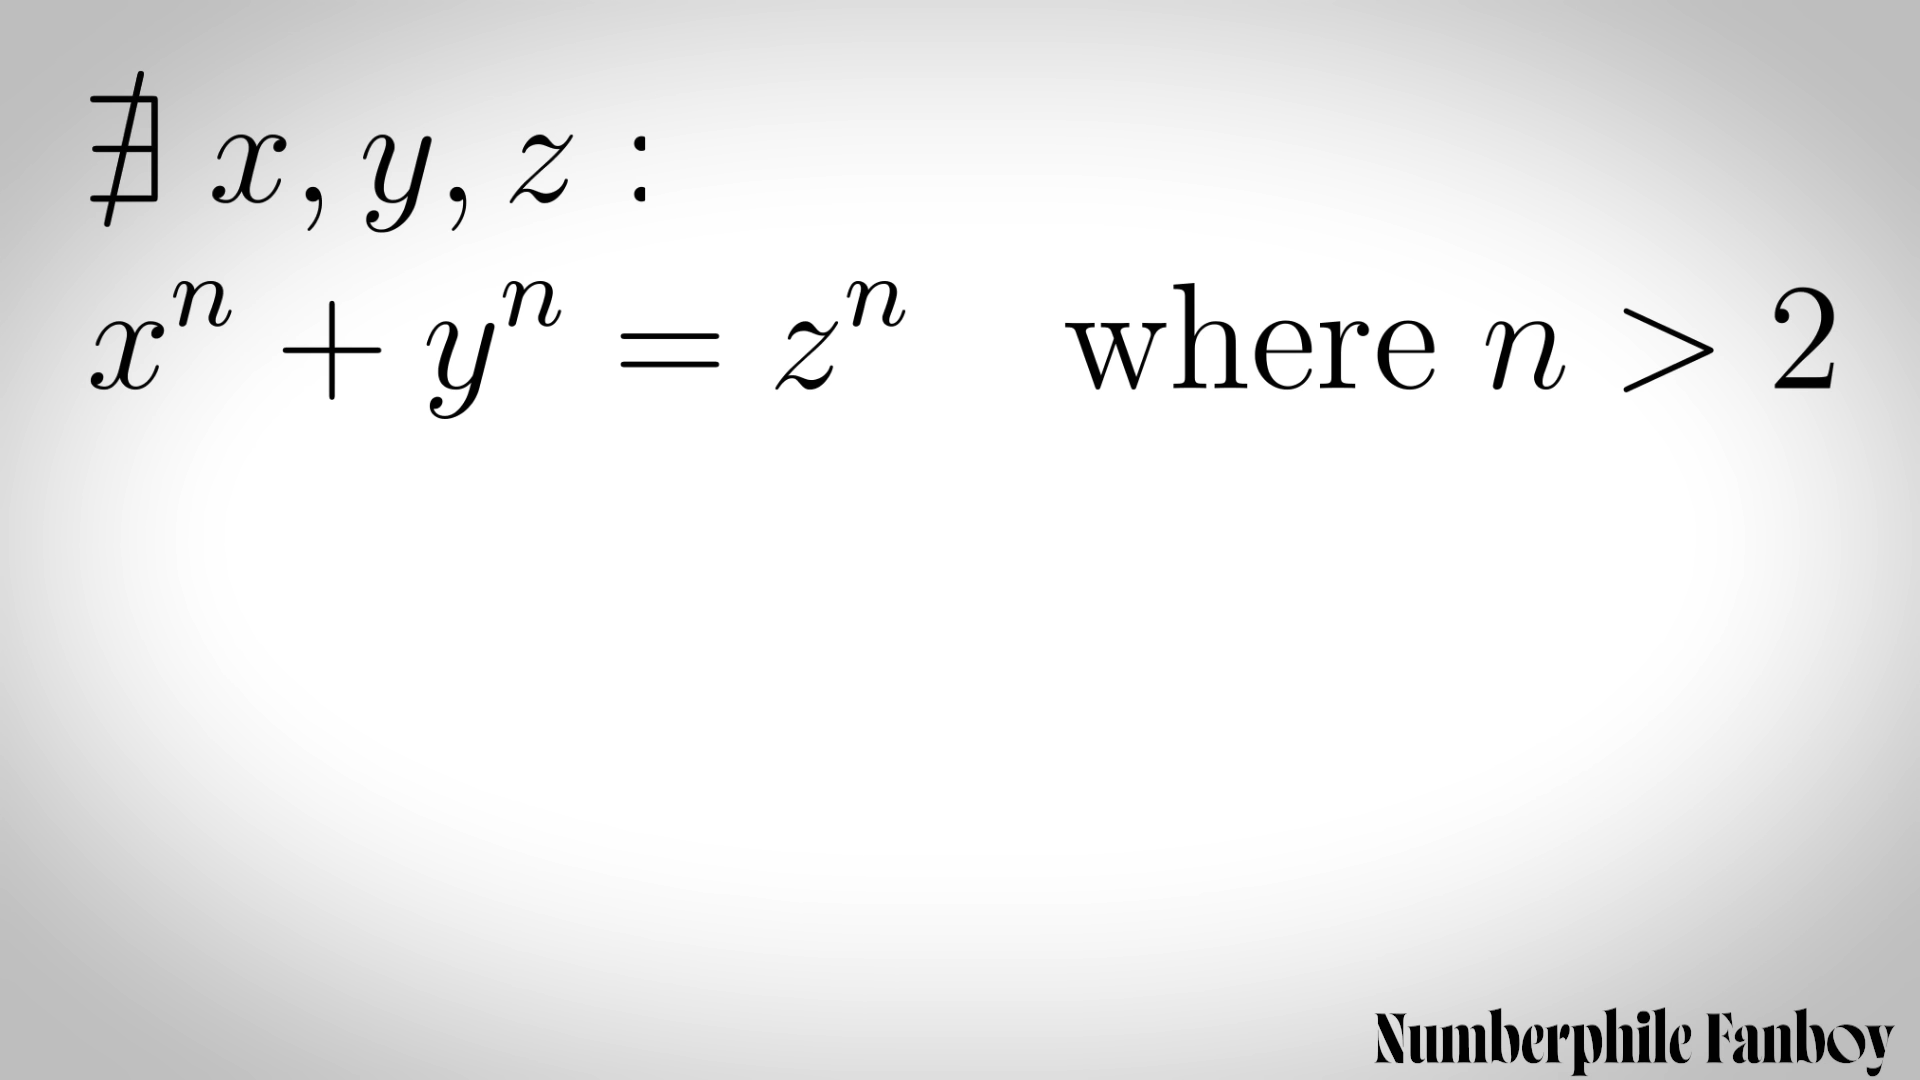 ∄ x, y, z :
xⁿ + yⁿ = zⁿ where n > 2
Numberphile Fanboy